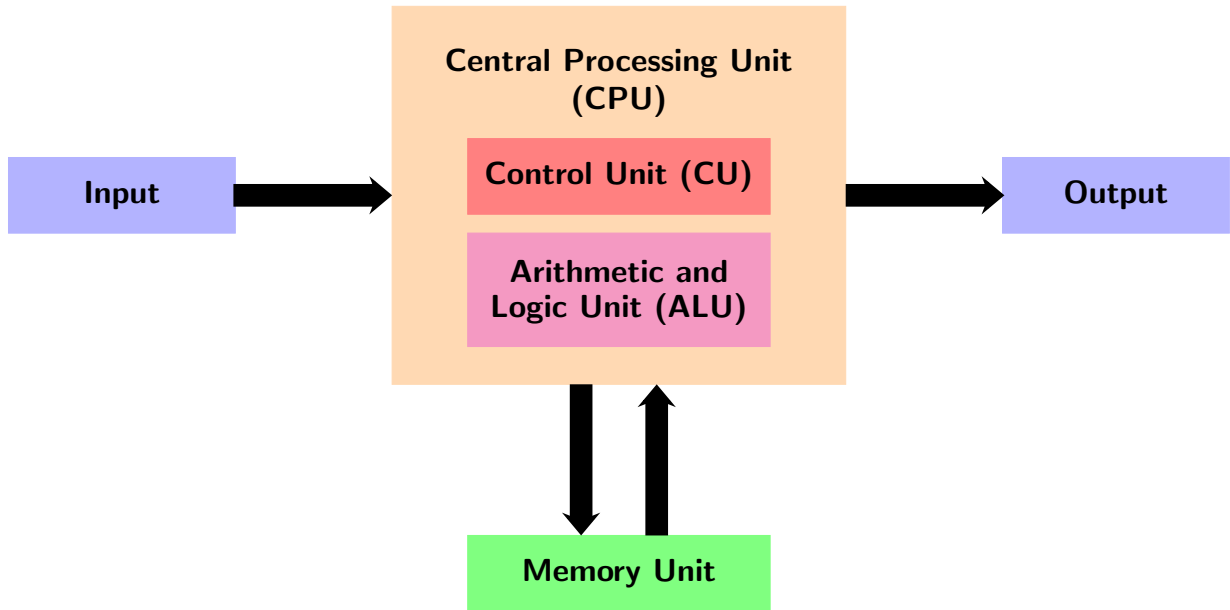 Central Processing Unit
(CPU)
Control Unit (CU)
Input
Output
Arithmetic and
Logic Unit (ALU)
Memory Unit